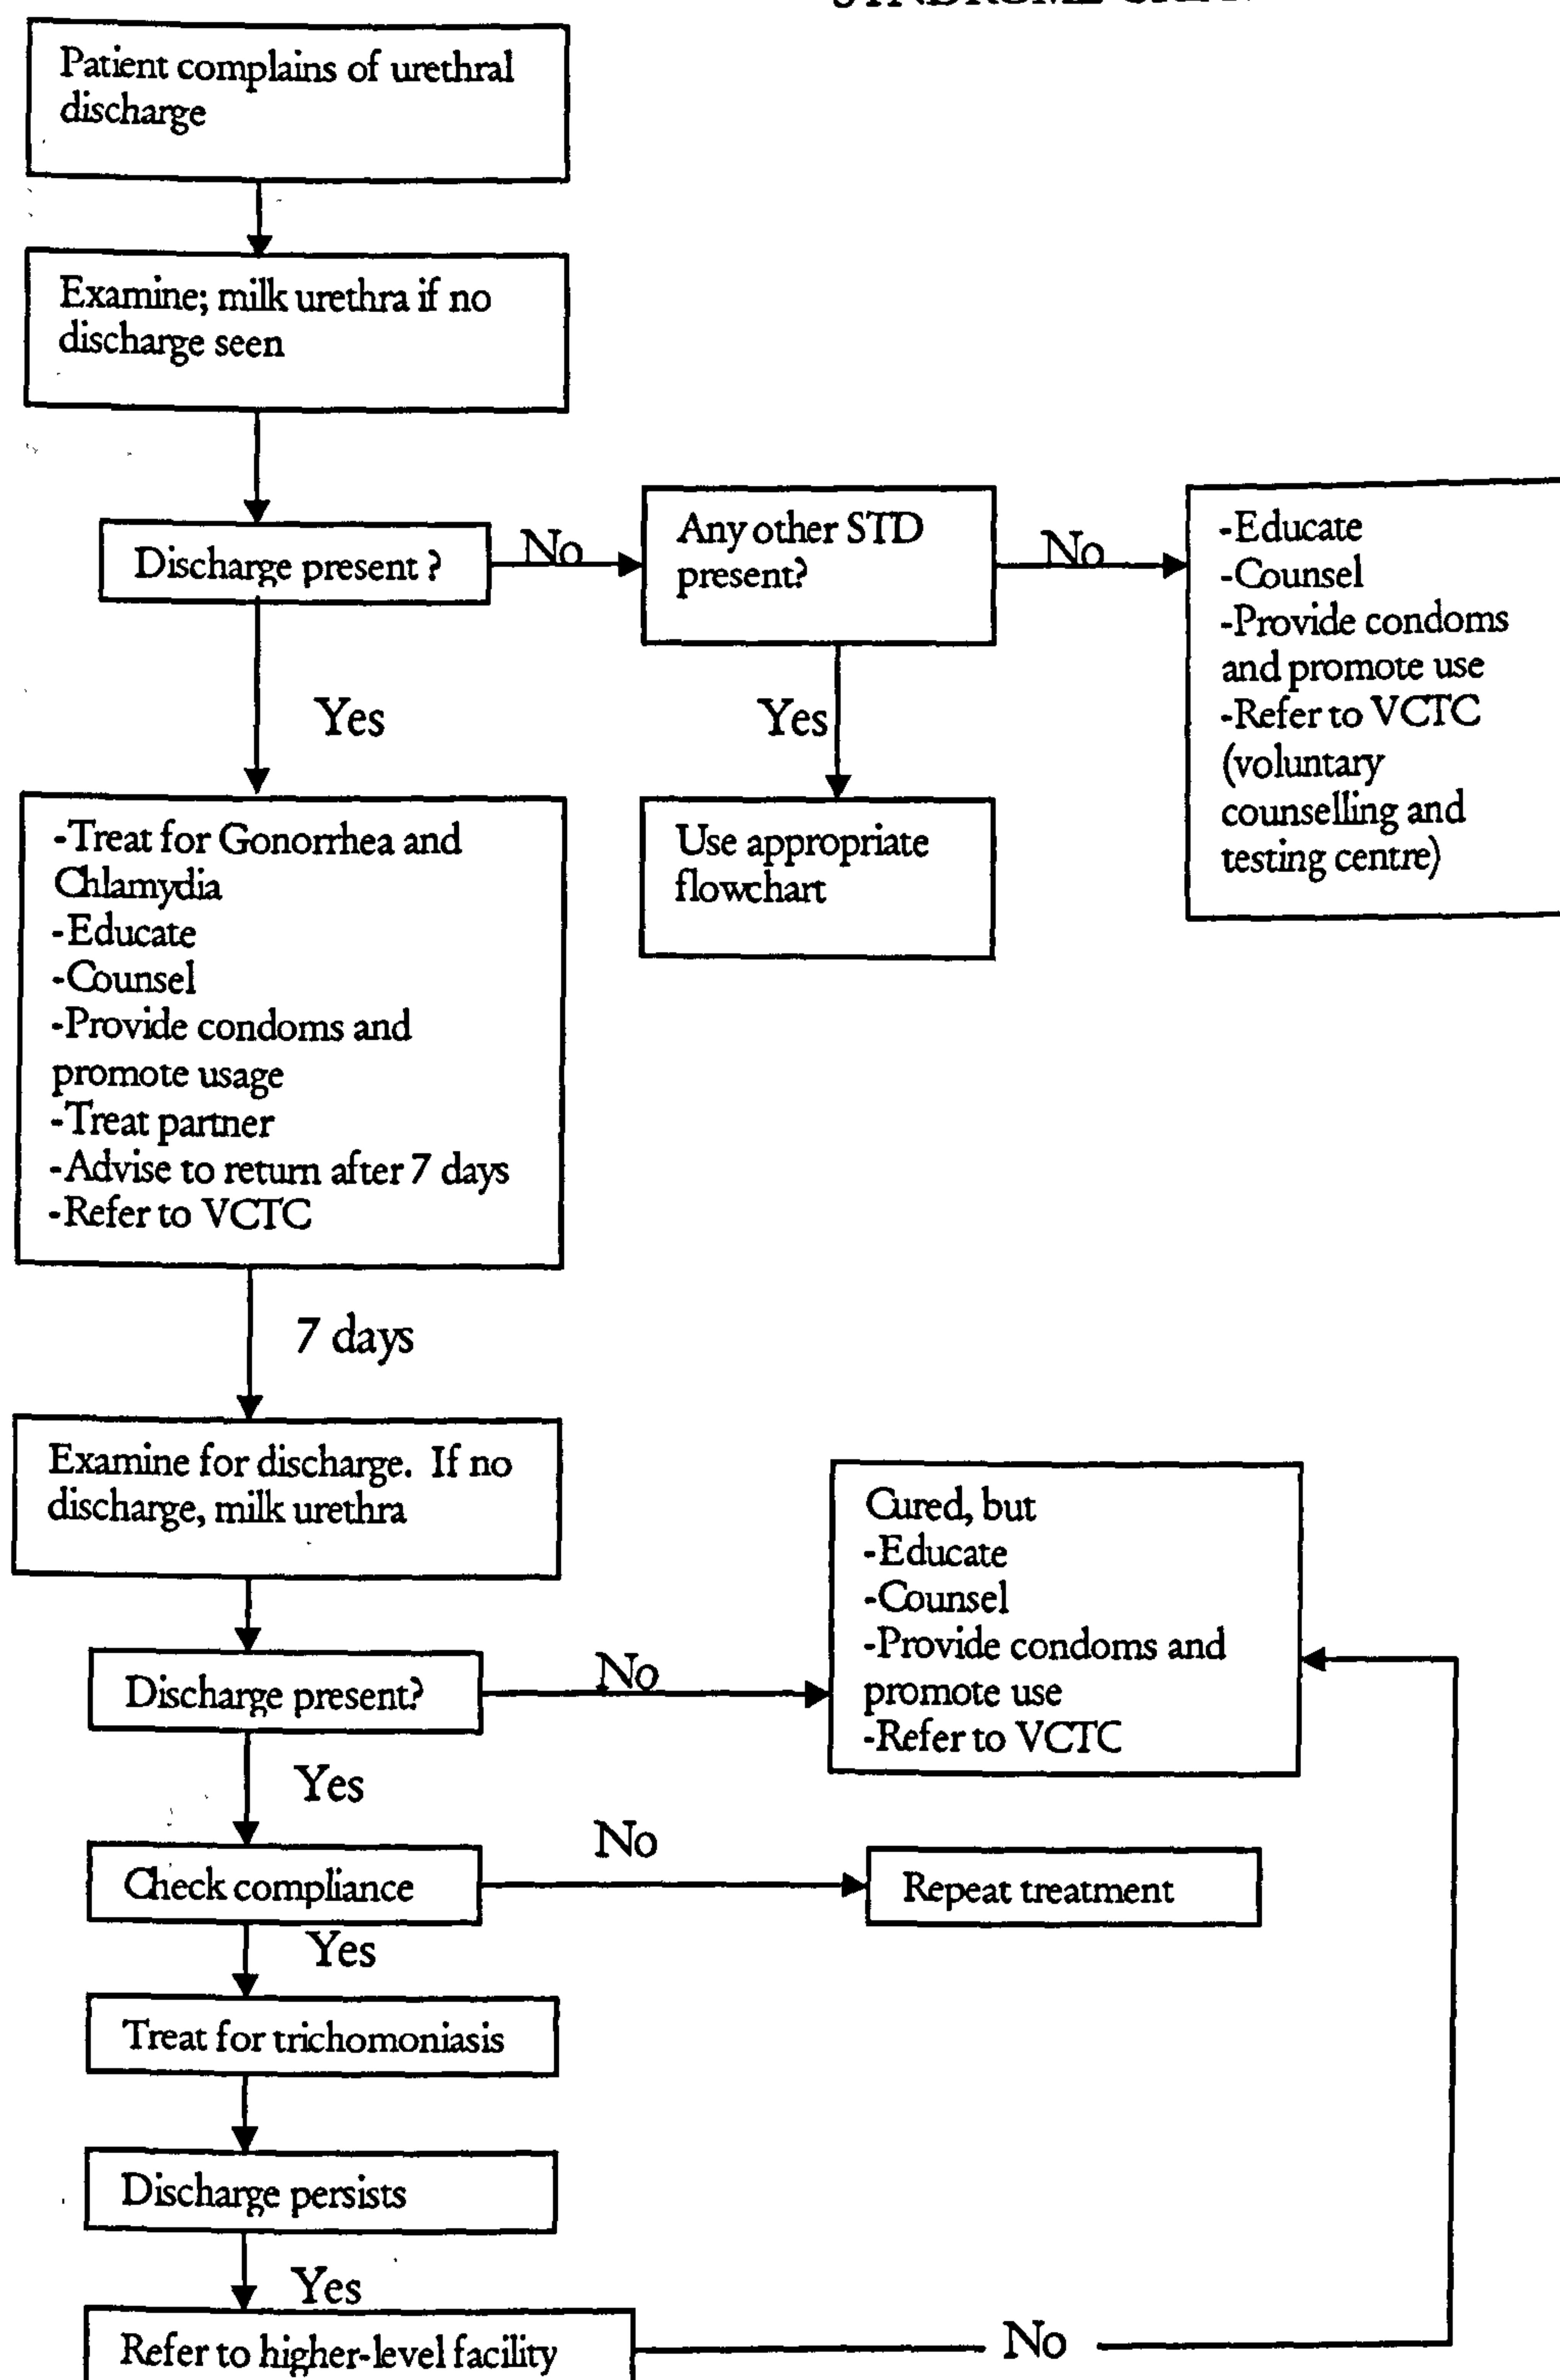 Patient complains of urethral
discharge
Examine; milk urethra if no
discharge seen
Discharge present ?
No
Any other STD
present?
No
-Educate
-Counsel
-Provide condoms
and promote use
-Refer to VCTC
(voluntary
counselling and
testing centre)
Yes
Yes
-Treat for Gonorrhea and
Chlamydia
-Educate
-Counsel
-Provide condoms and
promote usage
-Treat partner
-Advise to return after 7 days
-Refer to VCTC
Use appropriate
flowchart
7 days
Examine for discharge. If no
discharge, milk urethra
Discharge present?
No
Cured, but
-Educate
-Counsel
-Provide condoms and
promote use
-Refer to VCTC
Yes
Check compliance
No
Repeat treatment
Yes
Treat for trichomoniasis
Discharge persists
Yes
Refer to higher-level facility
No